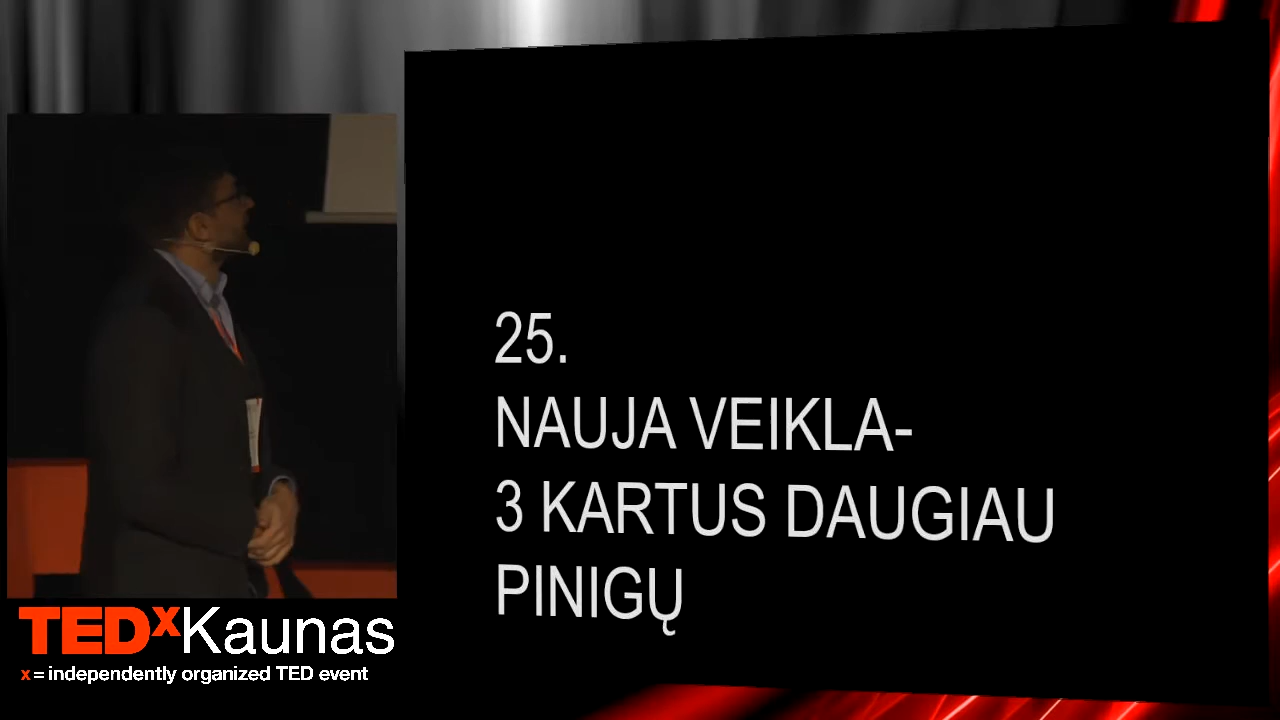 25.
NAUJA VEIKLA-
3 KARTUS DAUGIAU
PINIGŲ
TEDxKaunas
x = independently organized TED event